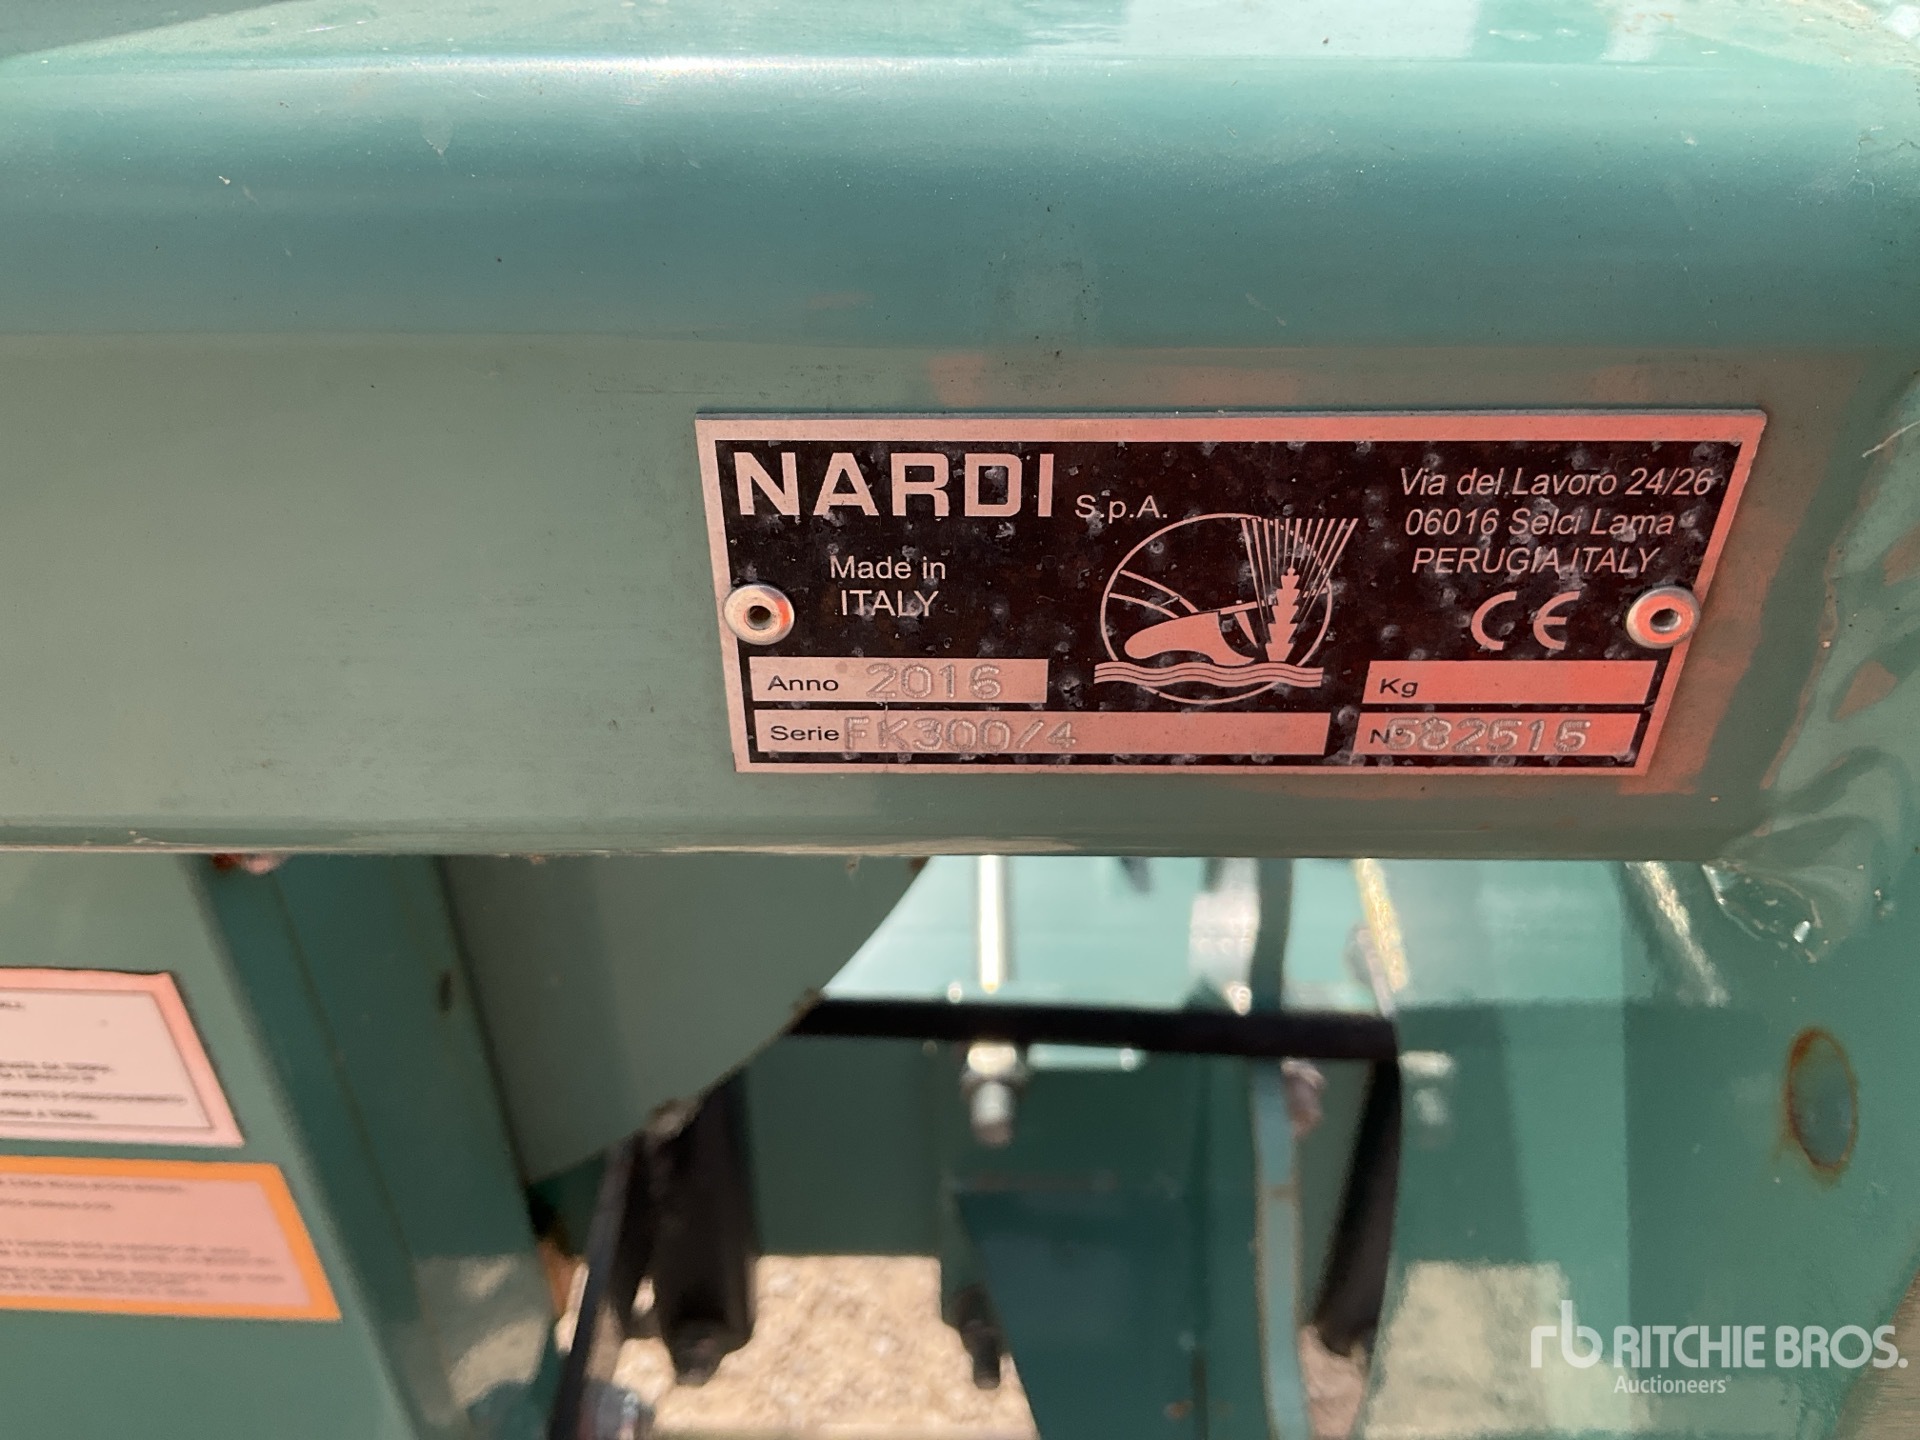 NARDI S.p.A.
Made in
ITALY
Via del Lavoro 24/26
06016 Selci Lama
PERUGIA ITALY
CE
Anno 2016
Kg
Serie FK300/4
N° 582515
rb RITCHIE BROS.
Auctioneers